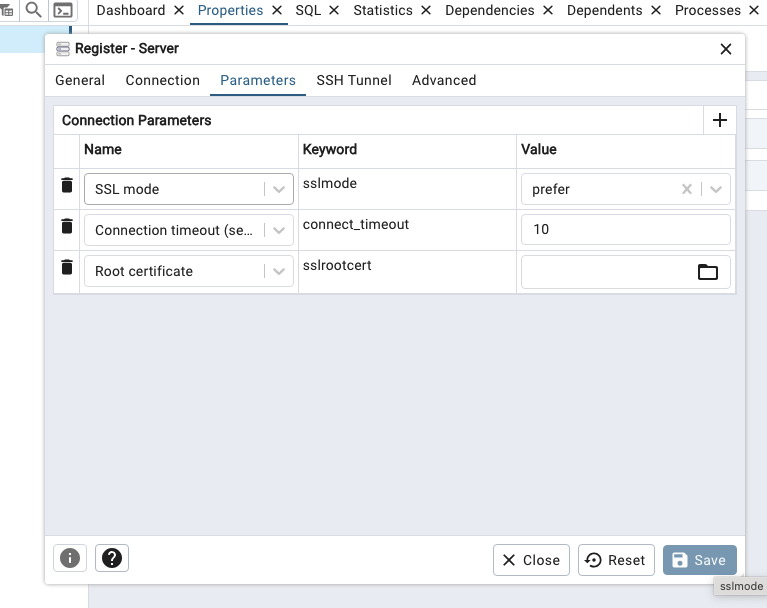 Dashboard Properties SQL Statistics Dependencies Dependents Processes
Register - Server
General Connection Parameters SSH Tunnel Advanced
Connection Parameters
Name Keyword Value
SSL mode sslmode prefer
Connection timeout (se... connect_timeout 10
Root certificate sslrootcert
Close Reset Save
sslmode